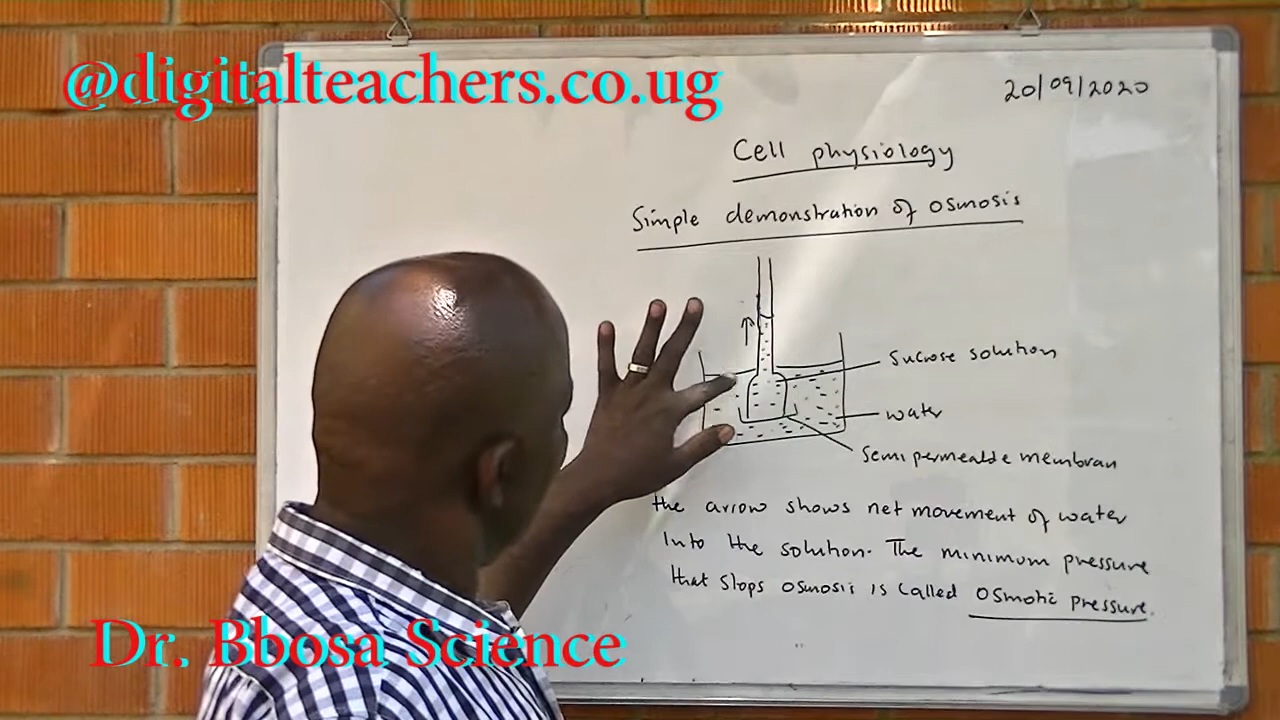 @digitalteachers.co.ug
20/09/2020
Cell physiology
Simple demonstration of osmosis
Sucrose solution
water
Semipermeable membran
the arrow shows net movement of water
into the solution. The minimum pressure
that stops osmosis is called osmotic pressure.
Dr. Bbosa Science